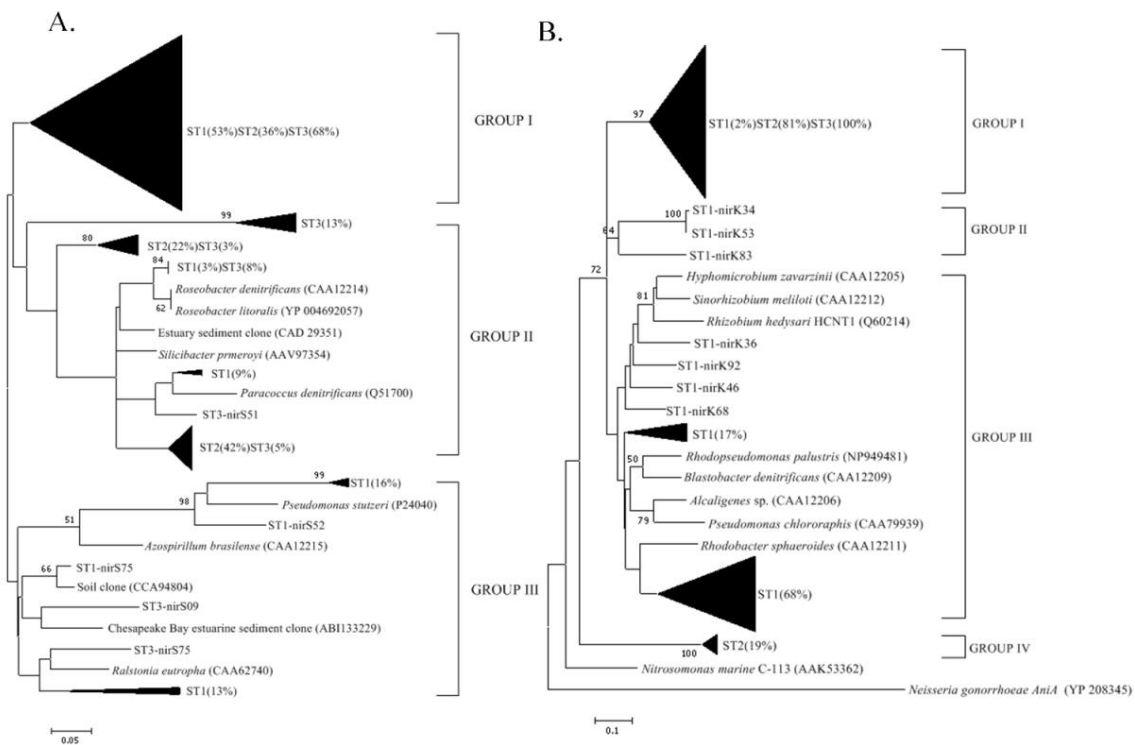 A.
GROUP I
ST1(53%)ST2(36%)ST3(68%)
99
ST3(13%)
80
ST2(22%)ST3(3%)
84
ST1(3%)ST3(8%)
Roseobacter denitrificans (CAA12214)
62
Roseobacter litoralis (YP 004692057)
Estuary sediment clone (CAD 29351)
GROUP II
Silicibacter prmeroyi (AAV97354)
ST1(9%)
Paracoccus denitrificans (Q51700)
ST3-nirS51
ST2(42%)ST3(5%)
99
ST1(16%)
98
Pseudomonas stutzeri (P24040)
51
ST1-nirS52
Azospirillum brasilense (CAA12215)
66
ST1-nirS75
Soil clone (CCA94804)
GROUP III
ST3-nirS09
Chesapeake Bay estuarine sediment clone (ABI133229)
ST3-nirS75
Ralstonia eutropha (CAA62740)
ST1(13%)
0.05
B.
97
ST1(2%)ST2(81%)ST3(100%)
GROUP I
ST1-nirK34
100
ST1-nirK53
GROUP II
64
ST1-nirK83
72
Hyphomicrobium zavarzinii (CAA12205)
81
Sinorhizobium meliloti (CAA12212)
Rhizobium hedysari HCNT1 (Q60214)
ST1-nirK36
ST1-nirK92
ST1-nirK46
ST1-nirK68
ST1(17%)
GROUP III
50
Rhodopseudomonas palustris (NP949481)
Blastobacter denitrificans (CAA12209)
Alcaligenes sp. (CAA12206)
79
Pseudomonas chlororaphis (CAA79939)
Rhodobacter sphaeroides (CAA12211)
ST1(68%)
ST2(19%)
GROUP IV
100
Nitrosomonas marine C-113 (AAK53362)
Neisseria gonorrhoeae AniA (YP 208345)
0.1